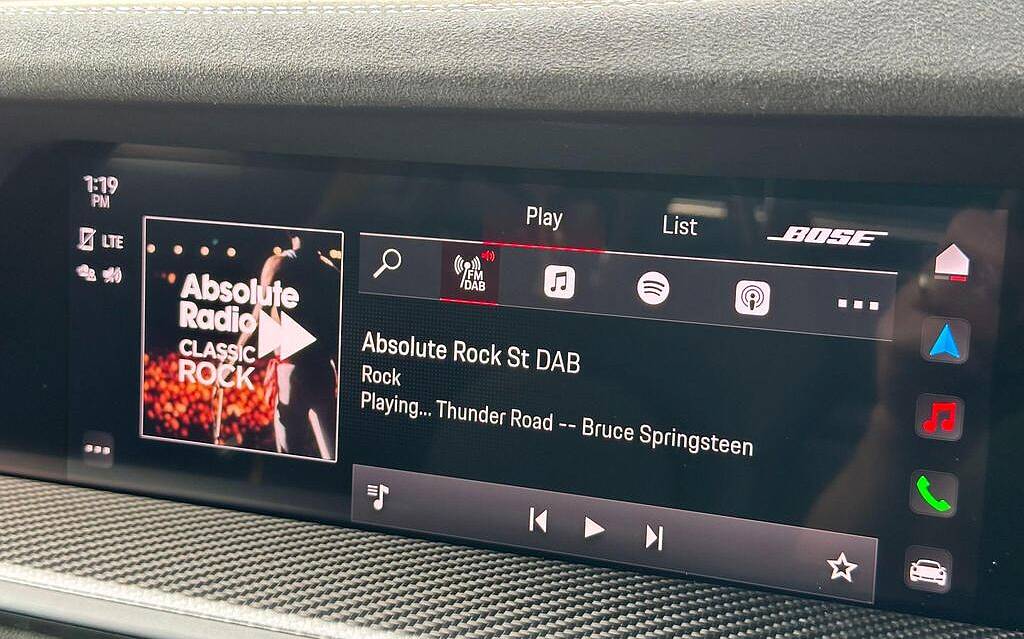 1:19
PM
LTE
Absolute
Radio
CLASSIC
ROCK
Play
List
BOSE
FM
DAB
Absolute Rock St DAB
Rock
Playing... Thunder Road -- Bruce Springsteen